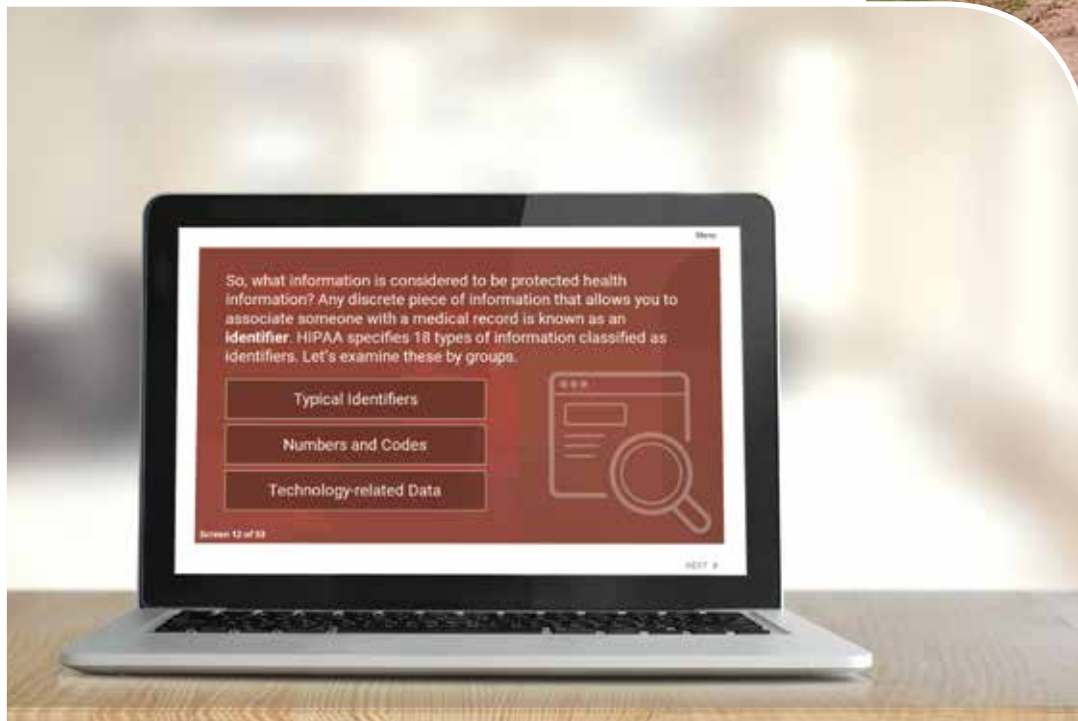 Menu
So, what information is considered to be protected health
information? Any discrete piece of information that allows you to
associate someone with a medical record is known as an
identifier. HIPAA specifies 18 types of information classified as
identifiers. Let's examine these by groups.
Typical Identifiers
Numbers and Codes
Technology-related Data
Screen 12 of 53
NEXT